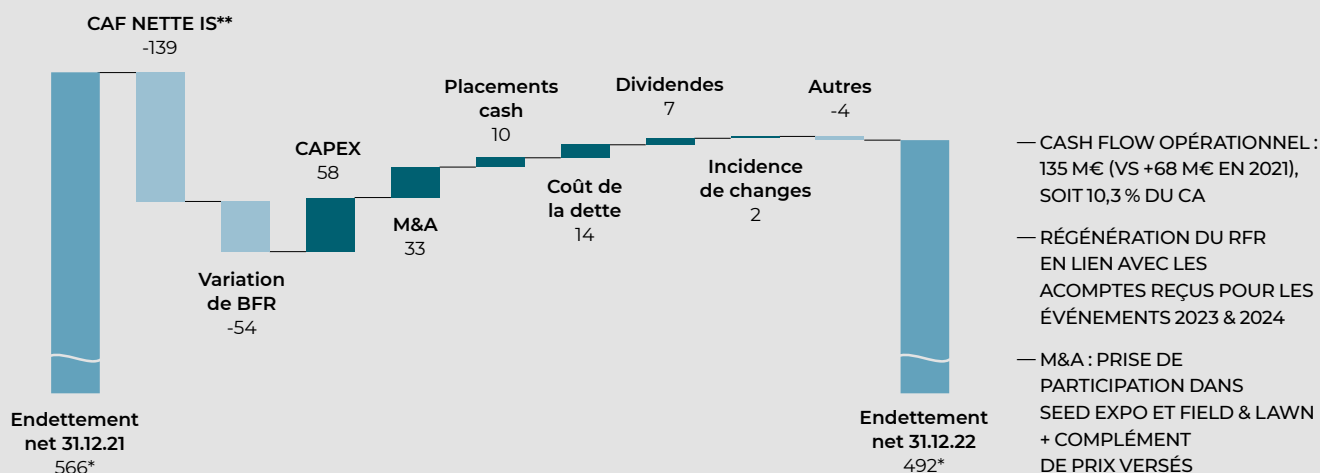 CAF NETTE IS**
-139
Variation
de BFR
-54
CAPEX
58
M&A
33
Placements
cash
10
Coût de
la dette
14
Dividendes
7
Incidence
de changes
2
Autres
-4
Endettement
net 31.12.21
566*
Endettement
net 31.12.22
492*
— CASH FLOW OPÉRATIONNEL :
135 M€ (VS +68 M€ EN 2021),
SOIT 10,3 % DU CA
— RÉGÉNÉRATION DU RFR
EN LIEN AVEC LES
ACOMPTES REÇUS POUR LES
ÉVÉNEMENTS 2023 & 2024
— M&A : PRISE DE
PARTICIPATION DANS
SEED EXPO ET FIELD & LAWN
+ COMPLÉMENT
DE PRIX VERSÉS